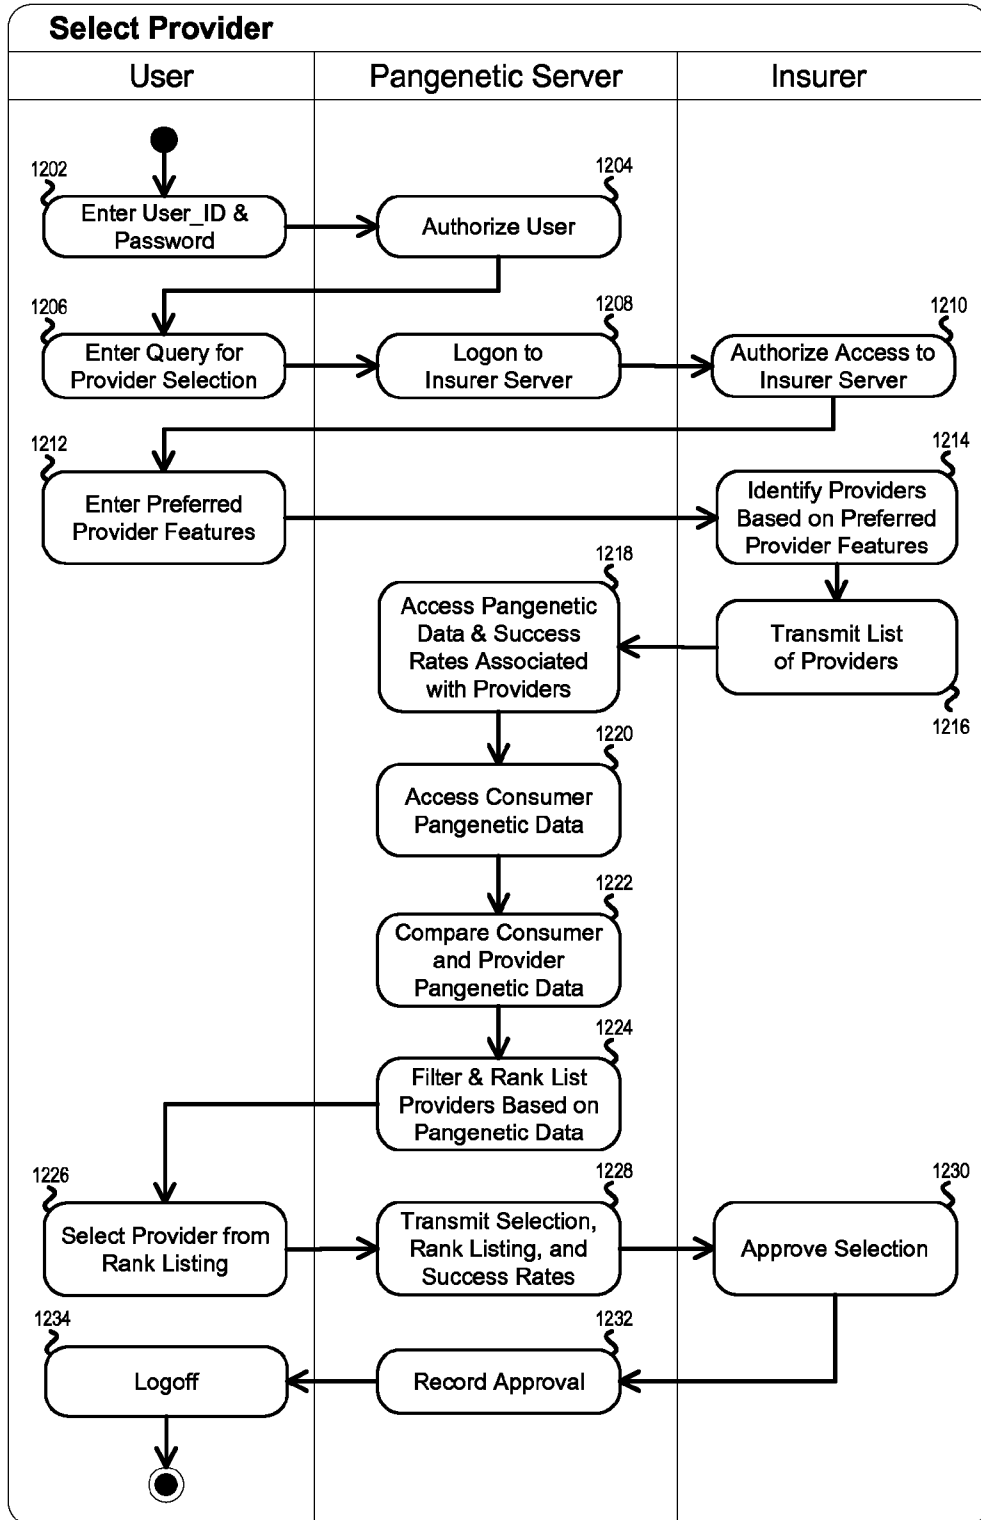 Select Provider
User
Pangenetic Server
Insurer
1202
Enter User_ID &
Password
1204
Authorize User
1206
Enter Query for
Provider Selection
1208
Logon to
Insurer Server
1210
Authorize Access to
Insurer Server
1212
Enter Preferred
Provider Features
1214
Identify Providers
Based on Preferred
Provider Features
1216
Transmit List
of Providers
1218
Access Pangenetic
Data & Success
Rates Associated
with Providers
1220
Access Consumer
Pangenetic Data
1222
Compare Consumer
and Provider
Pangenetic Data
1224
Filter & Rank List
Providers Based on
Pangenetic Data
1226
Select Provider from
Rank Listing
1228
Transmit Selection,
Rank Listing, and
Success Rates
1230
Approve Selection
1232
Record Approval
1234
Logoff